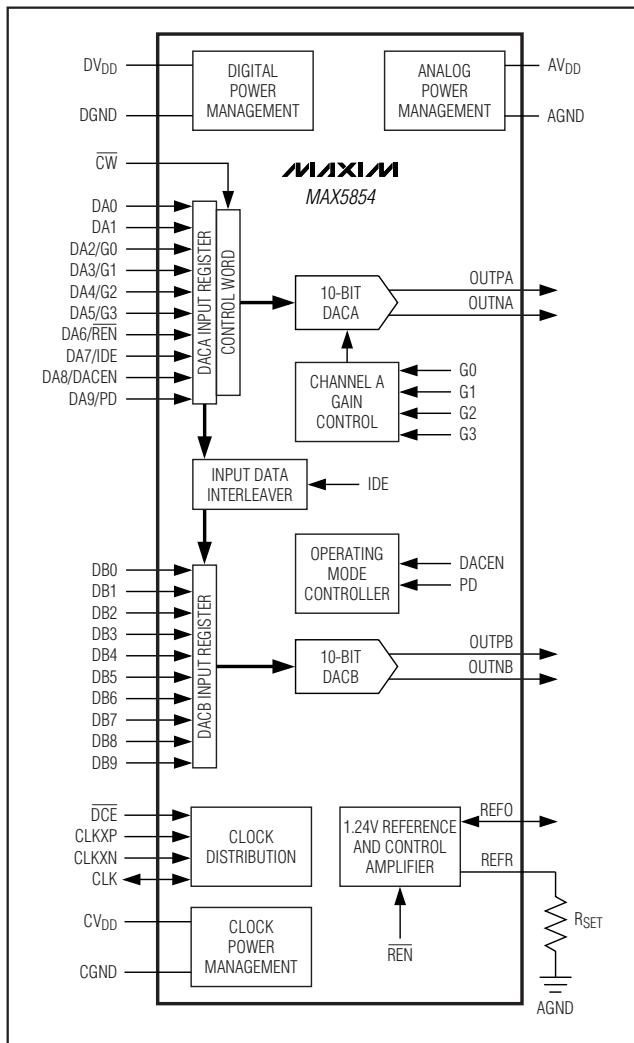 DVDD
DGND
DIGITAL
POWER
MANAGEMENT
ANALOG
POWER
MANAGEMENT
AVDD
AGND
CW
MAXIM
MAX5854
DA0
DA1
DA2/G0
DA3/G1
DA4/G2
DA5/G3
DA6/REN
DA7/IDE
DA8/DACEN
DA9/PD
DACA INPUT REGISTER
CONTROL WORD
10-BIT
DACA
OUTPA
OUTNA
CHANNEL A
GAIN
CONTROL
G0
G1
G2
G3
INPUT DATA
INTERLEAVER
IDE
OPERATING
MODE
CONTROLLER
DACEN
PD
DB0
DB1
DB2
DB3
DB4
DB5
DB6
DB7
DB8
DB9
DACB INPUT REGISTER
10-BIT
DACB
OUTPB
OUTNB
DCE
CLKXP
CLKXN
CLK
CLOCK
DISTRIBUTION
1.24V REFERENCE
AND CONTROL
AMPLIFIER
REFO
REFR
RSET
AGND
REN
CVDD
CGND
CLOCK
POWER
MANAGEMENT